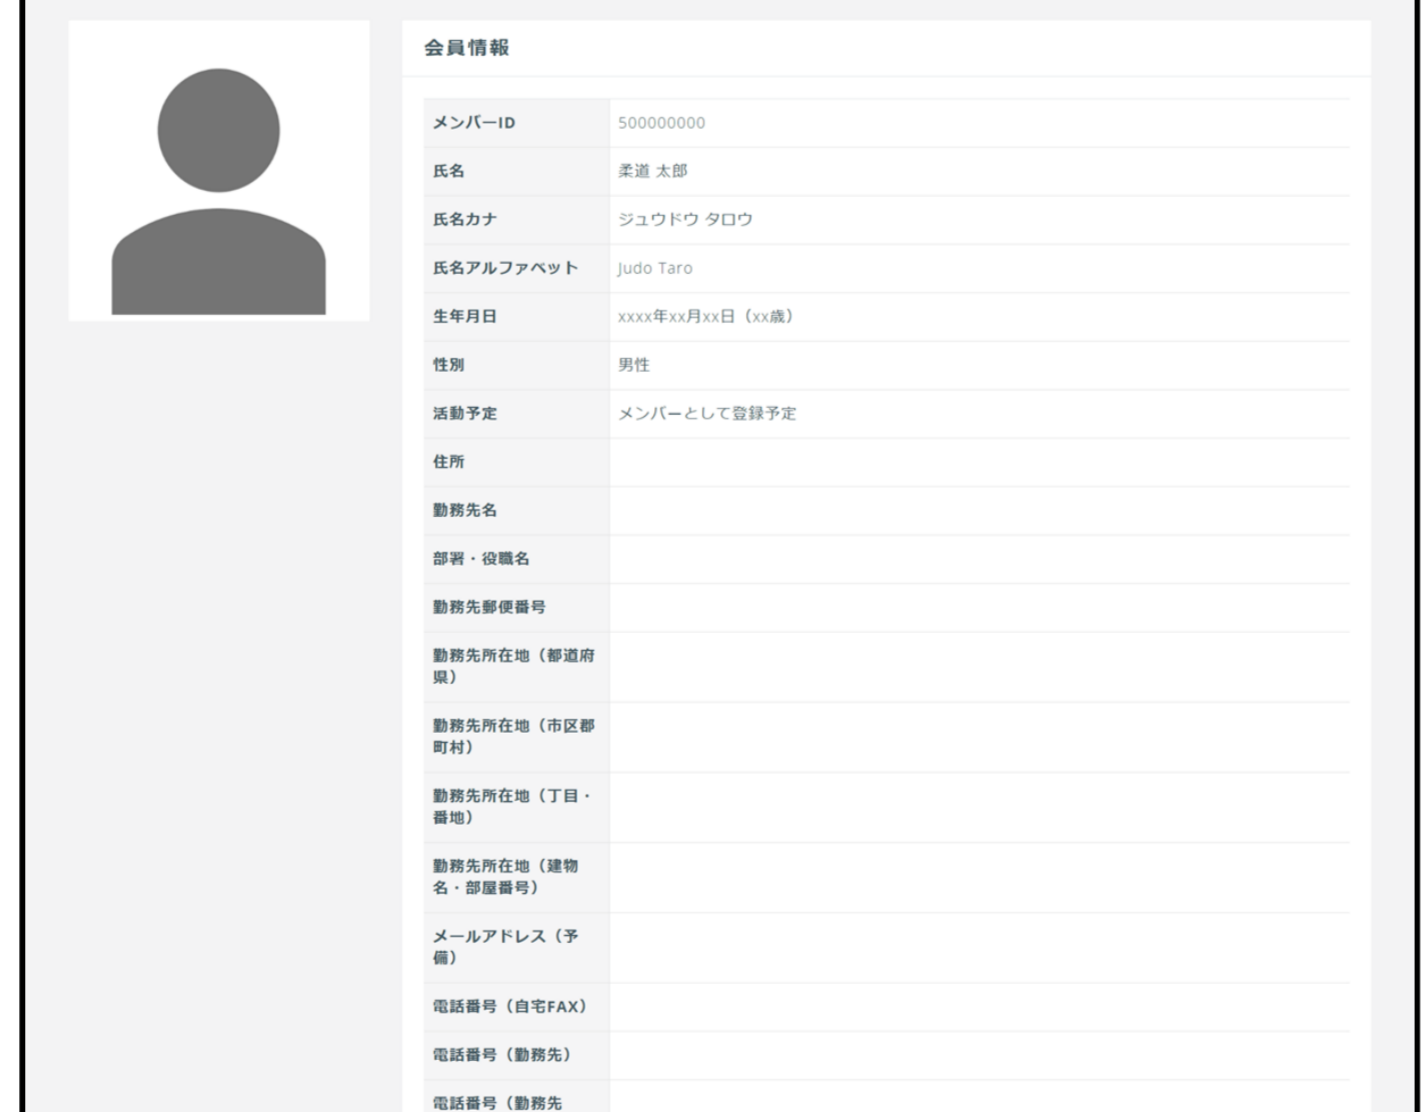 会員情報
メンバーID 500000000
氏名 柔道 太郎
氏名カナ ジュウドウ タロウ
氏名アルファベット Judo Taro
生年月日 xxxx年xx月xx日（xx歳）
性別 男性
活動予定 メンバーとして登録予定
住所
勤務先名
部署・役職名
勤務先郵便番号
勤務先所在地（都道府
県）
勤務先所在地（市区郡
町村）
勤務先所在地（丁目・
番地）
勤務先所在地（建物
名・部屋番号）
メールアドレス（予
備）
電話番号（自宅FAX）
電話番号（勤務先）
電話番号（勤務先